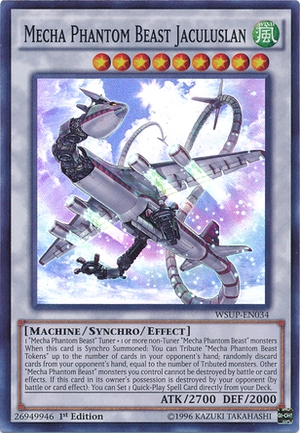 MECHA PHANTOM BEAST JACULUSLAN
WIND
風
WSUP-EN034
[MACHINE/SYNCHRO/EFFECT]
1 "Mecha Phantom Beast" Tuner + 1 or more non-Tuner "Mecha Phantom Beast" monsters
When this card is Synchro Summoned: You can Tribute "Mecha Phantom Beast
Tokens" up to the number of cards in your opponent's hand; randomly discard
cards from your opponent's hand, equal to the number of Tributed monsters. Other
"Mecha Phantom Beast" monsters you control cannot be destroyed by battle or card
effects. If this card in its owner's possession is destroyed by your opponent (by
battle or card effect): You can Set 1 Quick-Play Spell Card directly from your Deck.
ATK/2700 DEF/2000
26949946 1st Edition ©1996 KAZUKI TAKAHASHI